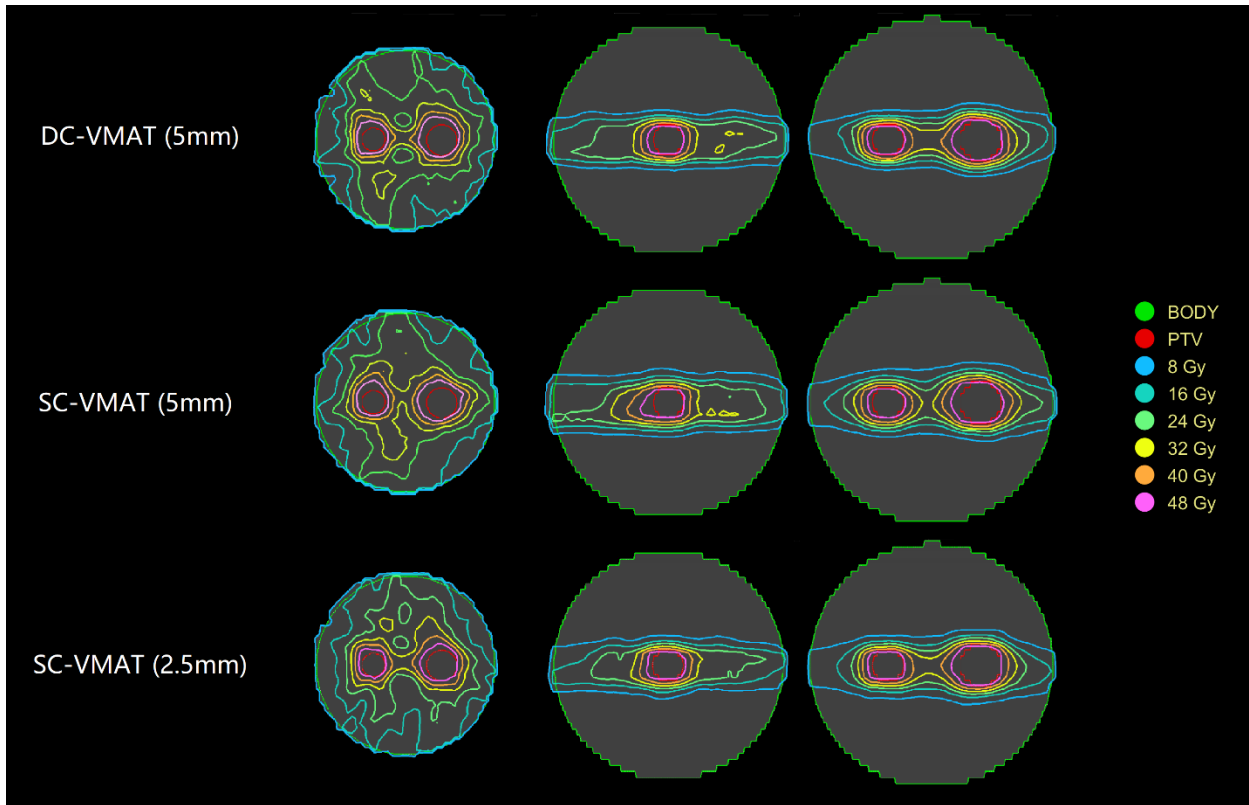 DC-VMAT (5mm)
SC-VMAT (5mm)
SC-VMAT (2.5mm)
BODY
PTV
8 Gy
16 Gy
24 Gy
32 Gy
40 Gy
48 Gy